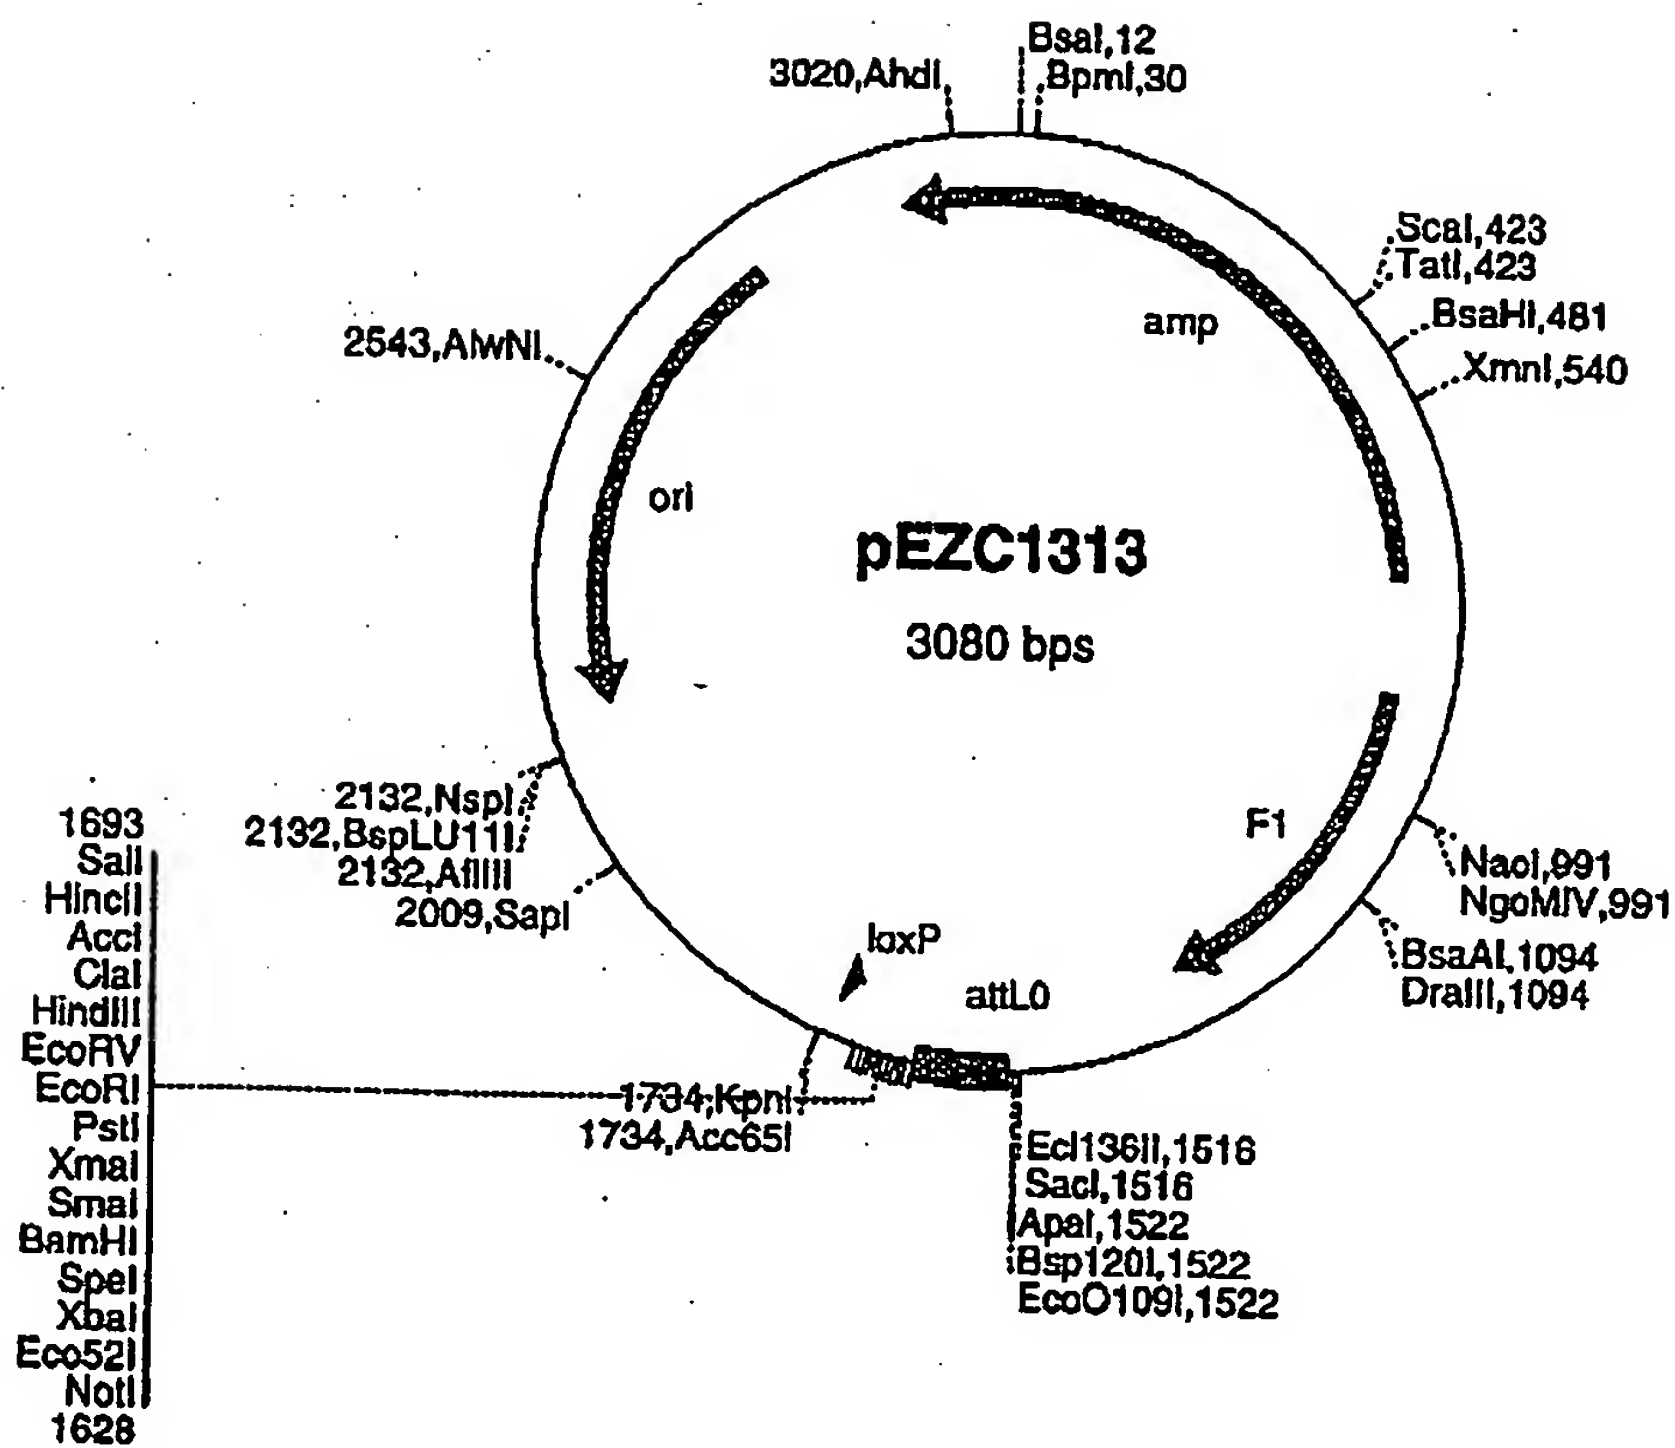 BsaI,12
3020,AhdI
BpmI,30
ScaI,423
TatI,423
BsaHI,481
amp
2543,AlwNI
XmnI,540
ori
pEZC1313
3080 bps
2132,NspI
2132,BspLU11I
2132,AflIII
2009,SapI
F1
NaeI,991
NgoMIV,991
BsaAI,1094
DraIII,1094
loxP
attL0
1693
SalI
HincII
AccI
ClaI
HindIII
EcoRV
EcoRI
PstI
XmaI
SmaI
BamHI
SpeI
XbaI
Eco52I
NotI
1628
1734,KpnI
1734,Acc65I
Ecl136II,1516
SacI,1516
ApaI,1522
Bsp120I,1522
EcoO109I,1522